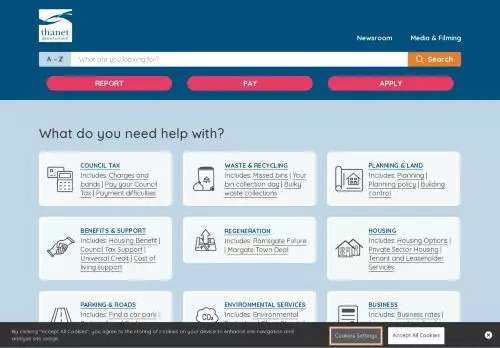 thanet
district council
Newsroom
Media & Filming
A – Z
What are you looking for?
Search
REPORT
PAY
APPLY
What do you need help with?
COUNCIL TAX
Includes: Charges and
bands | Pay your Council
Tax | Payment difficulties
WASTE & RECYCLING
Includes: Missed bins | Your
bin collection day | Bulky
waste collections
PLANNING & LAND
Includes: Planning |
Planning policy | Building
control
BENEFITS & SUPPORT
Includes: Housing Benefit |
Council Tax Support |
Universal Credit | Cost of
living support
REGENERATION
Includes: Ramsgate Future
| Margate Town Deal
HOUSING
Includes: Housing Options |
Private Sector Housing |
Tenant and Leaseholder
Services
PARKING & ROADS
Includes: Find a car park |
ENVIRONMENTAL SERVICES
Includes: Environmental
BUSINESS
Includes: Business rates |
CO2
By clicking "Accept All Cookies", you agree to the storing of cookies on your device to enhance site navigation and
analyse site usage.
Cookies Settings
Accept All Cookies